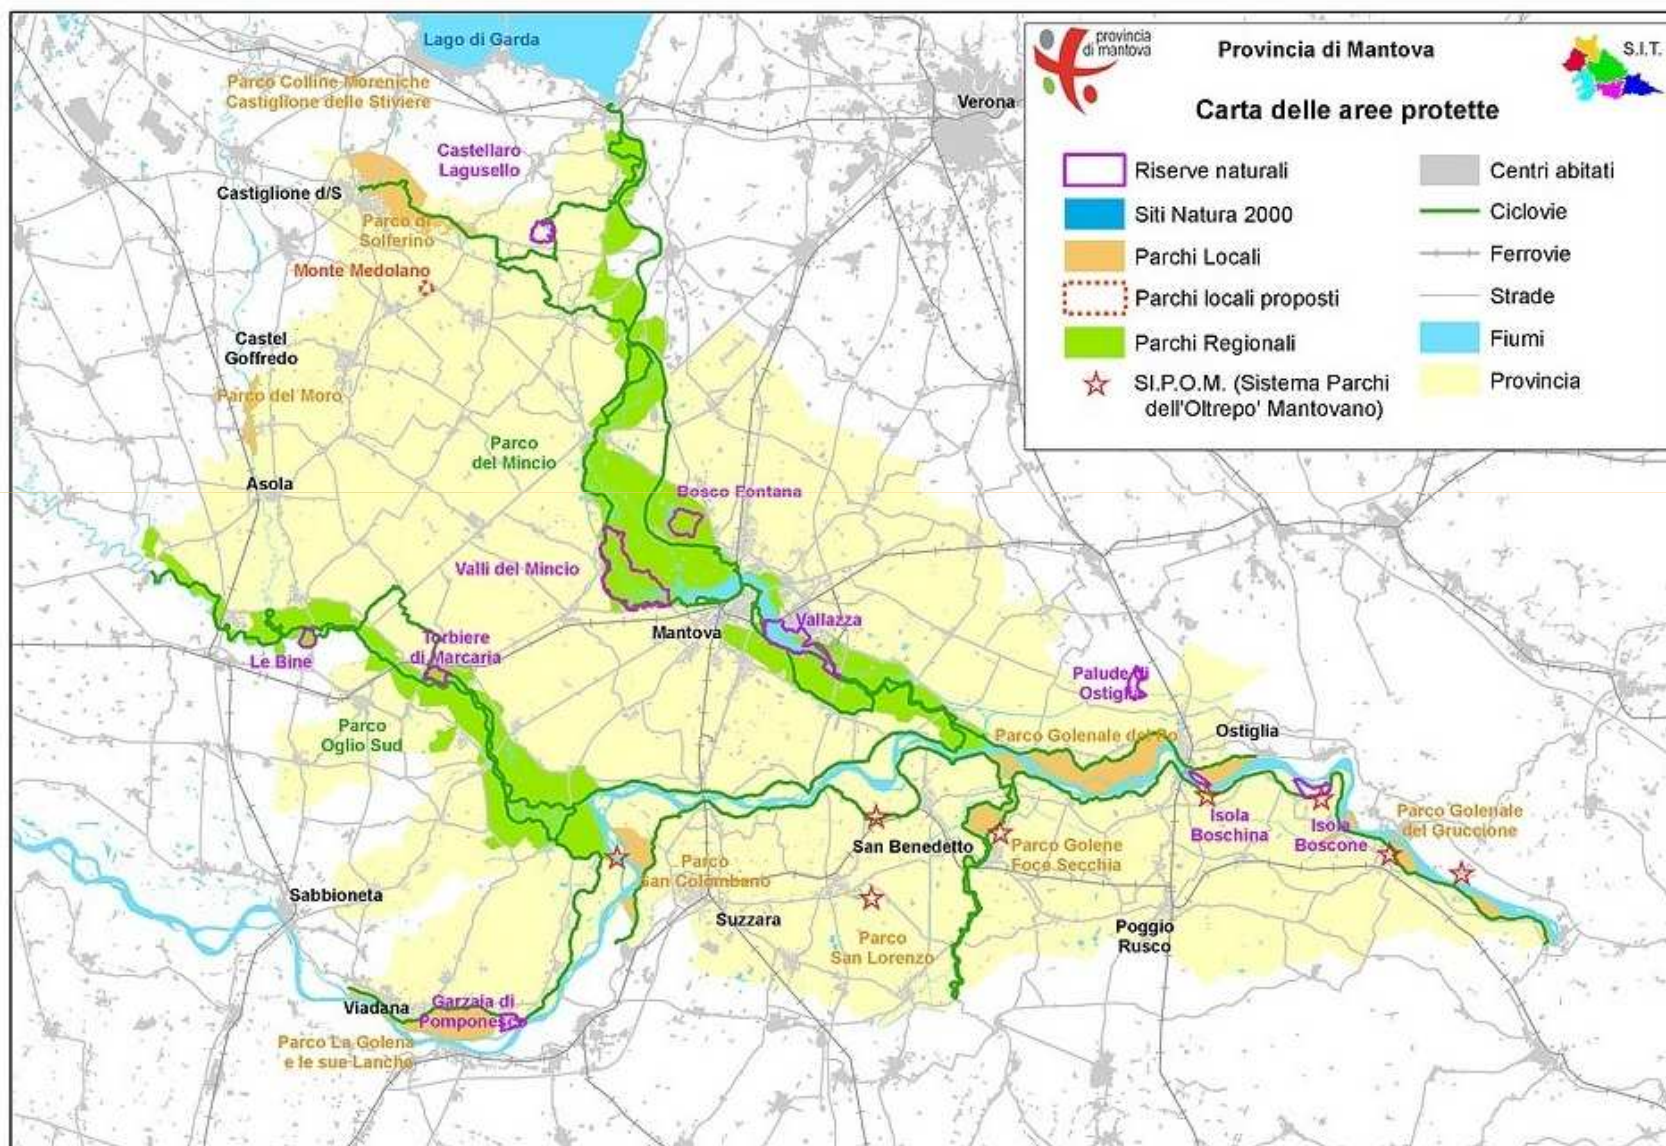 provincia
di mantova
Provincia di Mantova
S.I.T.
Carta delle aree protette
Riserve naturali
Siti Natura 2000
Parchi Locali
Parchi locali proposti
Parchi Regionali
SI.P.O.M. (Sistema Parchi
dell'Oltrepo' Mantovano)
Centri abitati
Ciclovie
Ferrovie
Strade
Fiumi
Provincia
Lago di Garda
Parco Colline Moreniche
Castiglione delle Stiviere
Verona
Castellaro
Lagusello
Castiglione d/S
Parco di
Solferino
Monte Medolano
Castel
Goffredo
Parco del Moro
Parco
del Mincio
Asola
Bosco Fontana
Valli del Mincio
Mantova
Vallazza
Le Bine
Torbiere
di Marcaria
Palude di
Ostiglia
Parco
Oglio Sud
Parco Golenale del Po
Ostiglia
Isola
Boschina
Isola
Boscone
Parco Golenale
del Gruccione
San Benedetto
Parco Golene
Foce Secchia
Parco
San Colombano
Sabbioneta
Suzzara
Poggio
Rusco
Parco
San Lorenzo
Viadana
Garzaia di
Pomponesco
Parco La Golena
e le sue Lanche